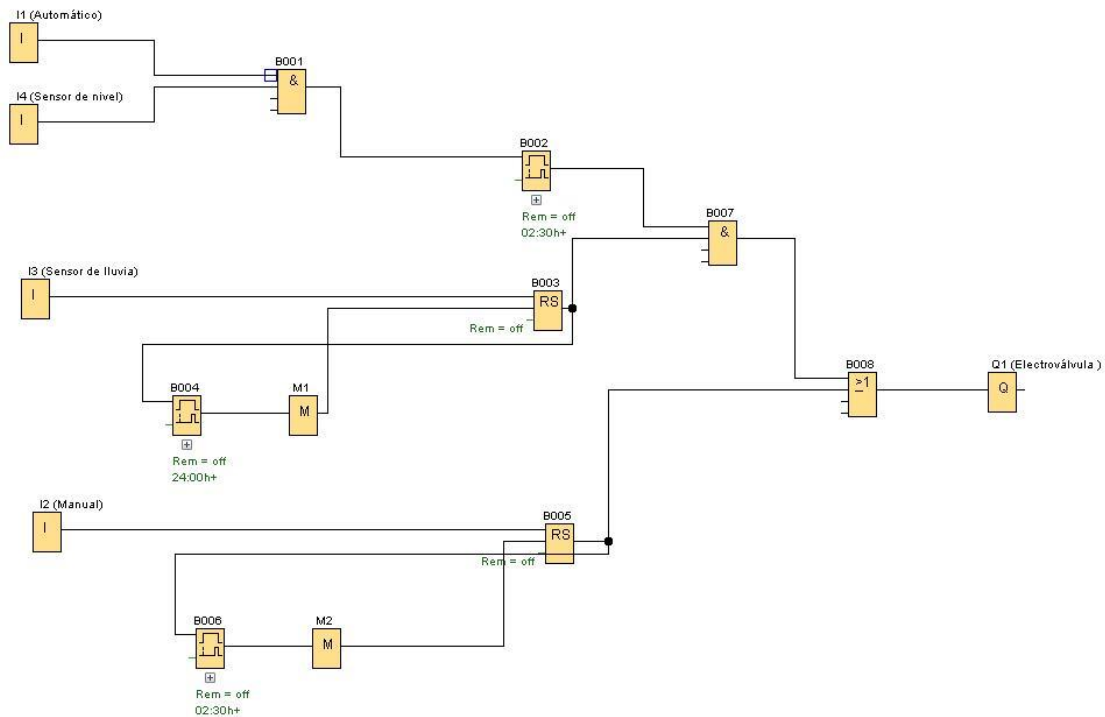 I1 (Automático)
I
B001
&
I4 (Sensor de nivel)
I
B002
Rem = off
02:30h+
B007
&
I3 (Sensor de lluvia)
I
B003
RS
Rem = off
B004
M1
M
Rem = off
24:00h+
B008
>1
Q1 (Electroválvula )
Q
I2 (Manual)
I
B005
RS
Rem = off
B006
M2
M
Rem = off
02:30h+